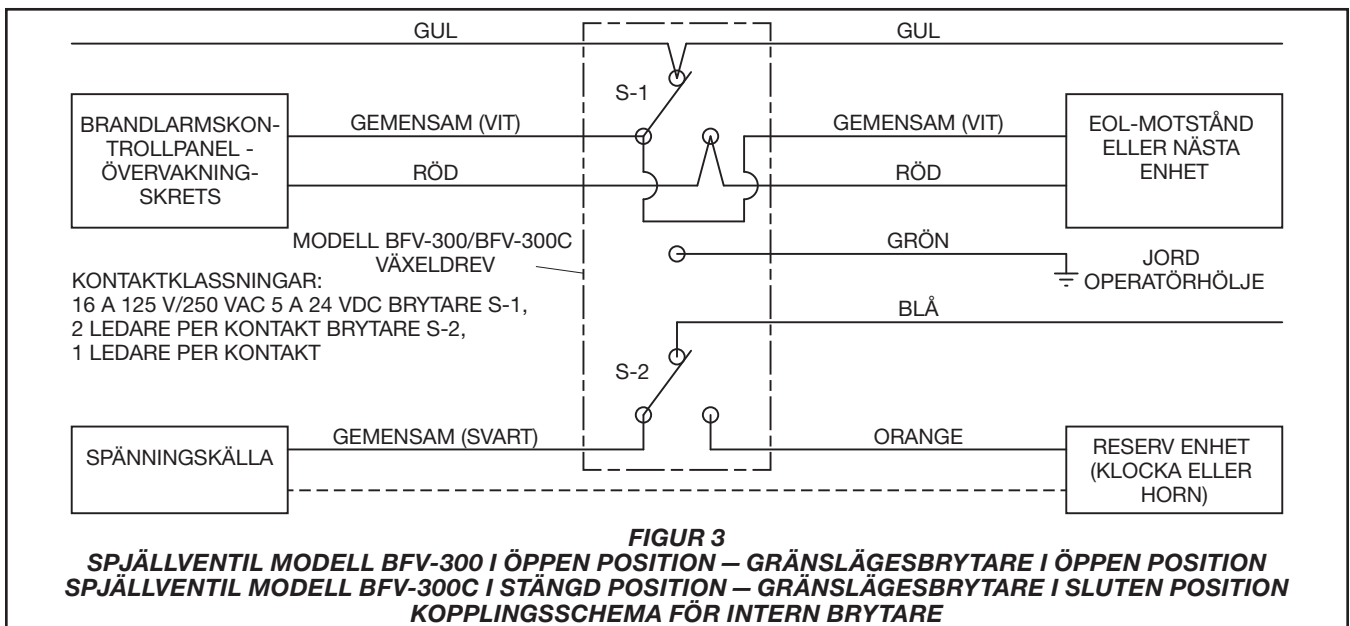 GUL
GUL
S-1
BRANDLARMSKON-
TROLLPANEL -
ÖVERVAKNING-
SKRETS
GEMENSAM (VIT)
GEMENSAM (VIT)
EOL-MOTSTÅND
ELLER NÄSTA
ENHET
RÖD
RÖD
MODELL BFV-300/BFV-300C
VÄXELDREV
GRÖN
JORD
OPERATÖRHÖLJE
KONTAKTKLASSNINGAR:
16 A 125 V/250 VAC 5 A 24 VDC BRYTARE S-1,
2 LEDARE PER KONTAKT BRYTARE S-2,
1 LEDARE PER KONTAKT
BLÅ
S-2
SPÄNNINGSKÄLLA
GEMENSAM (SVART)
ORANGE
RESERV ENHET
(KLOCKA ELLER
HORN)
FIGUR 3
SPJÄLLVENTIL MODELL BFV-300 I ÖPPEN POSITION — GRÄNSLÄGESBRYTARE I ÖPPEN POSITION
SPJÄLLVENTIL MODELL BFV-300C I STÄNGD POSITION — GRÄNSLÄGESBRYTARE I SLUTEN POSITION
KOPPLINGSSCHEMA FÖR INTERN BRYTARE